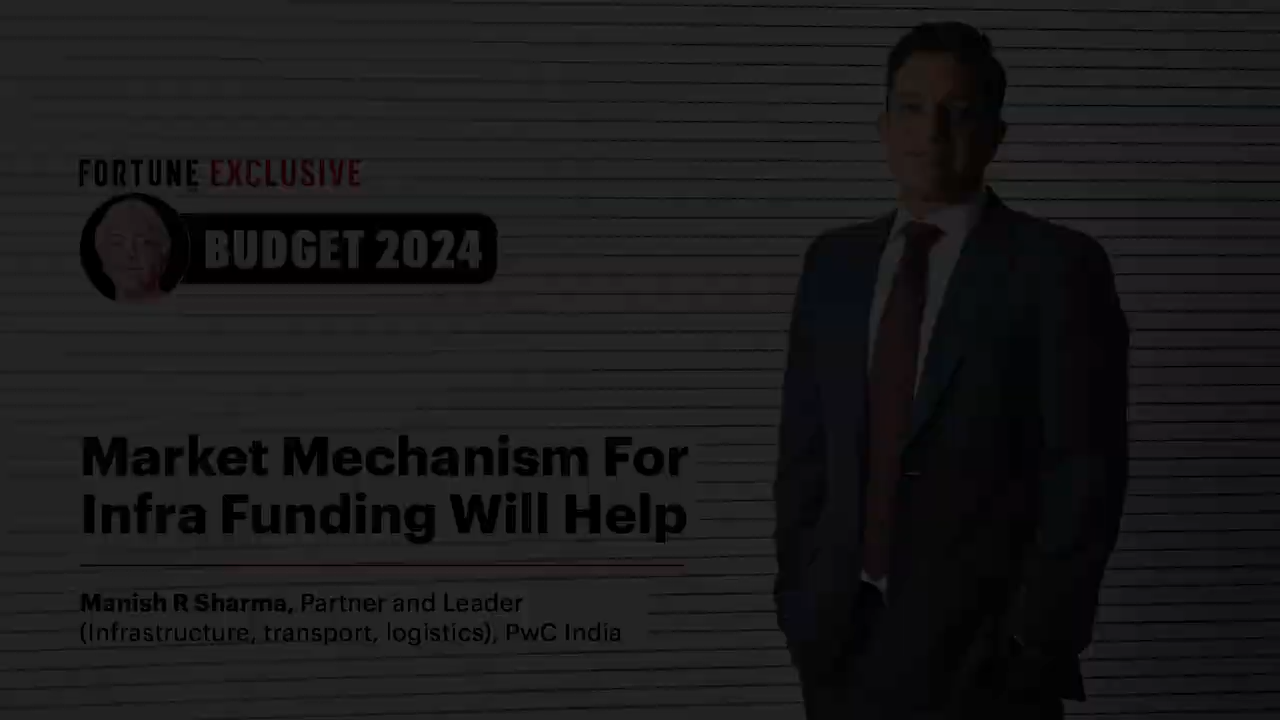 FORTUNE EXCLUSIVE
BUDGET 2024
Market Mechanism For
Infra Funding Will Help
Manish R Sharma, Partner and Leader
(Infrastructure, transport, logistics), PwC India